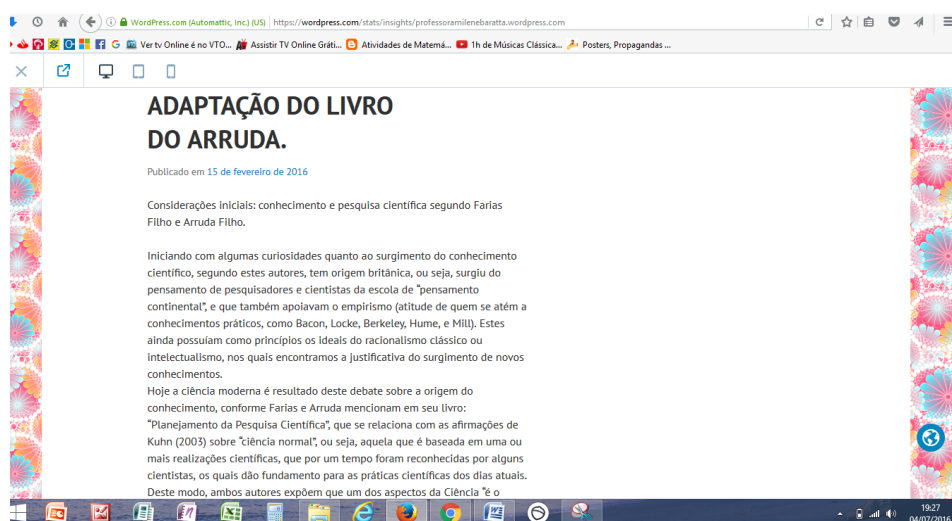 WordPress.com (Automattic, Inc.) (US) https://wordpress.com/stats/insights/professoramilenebaratta.wordpress.com
Ver tv Online é no VTO... Assistir TV Online Gráti... Atividades de Matemá... 1h de Músicas Clássica... Posters, Propagandas ...
ADAPTAÇÃO DO LIVRO
DO ARRUDA.
Publicado em 15 de fevereiro de 2016
Considerações iniciais: conhecimento e pesquisa científica segundo Farias
Filho e Arruda Filho.
Iniciando com algumas curiosidades quanto ao surgimento do conhecimento
científico, segundo estes autores, tem origem britânica, ou seja, surgiu do
pensamento de pesquisadores e cientistas da escola de "pensamento
continental", e que também apoiavam o empirismo (atitude de quem se atém a
conhecimentos práticos, como Bacon, Locke, Berkeley, Hume, e Mill). Estes
ainda possuíam como princípios os ideais do racionalismo clássico ou
intelectualismo, nos quais encontramos a justificativa do surgimento de novos
conhecimentos.
Hoje a ciência moderna é resultado deste debate sobre a origem do
conhecimento, conforme Farias e Arruda mencionam em seu livro:
"Planejamento da Pesquisa Científica", que se relaciona com as afirmações de
Kuhn (2003) sobre "ciência normal", ou seja, aquela que é baseada em uma ou
mais realizações científicas, que por um tempo foram reconhecidas por alguns
cientistas, os quais dão fundamento para as práticas científicas dos dias atuais.
Deste modo, ambos autores expõem que um dos aspectos da Ciência "é o
19:27
04/07/2016